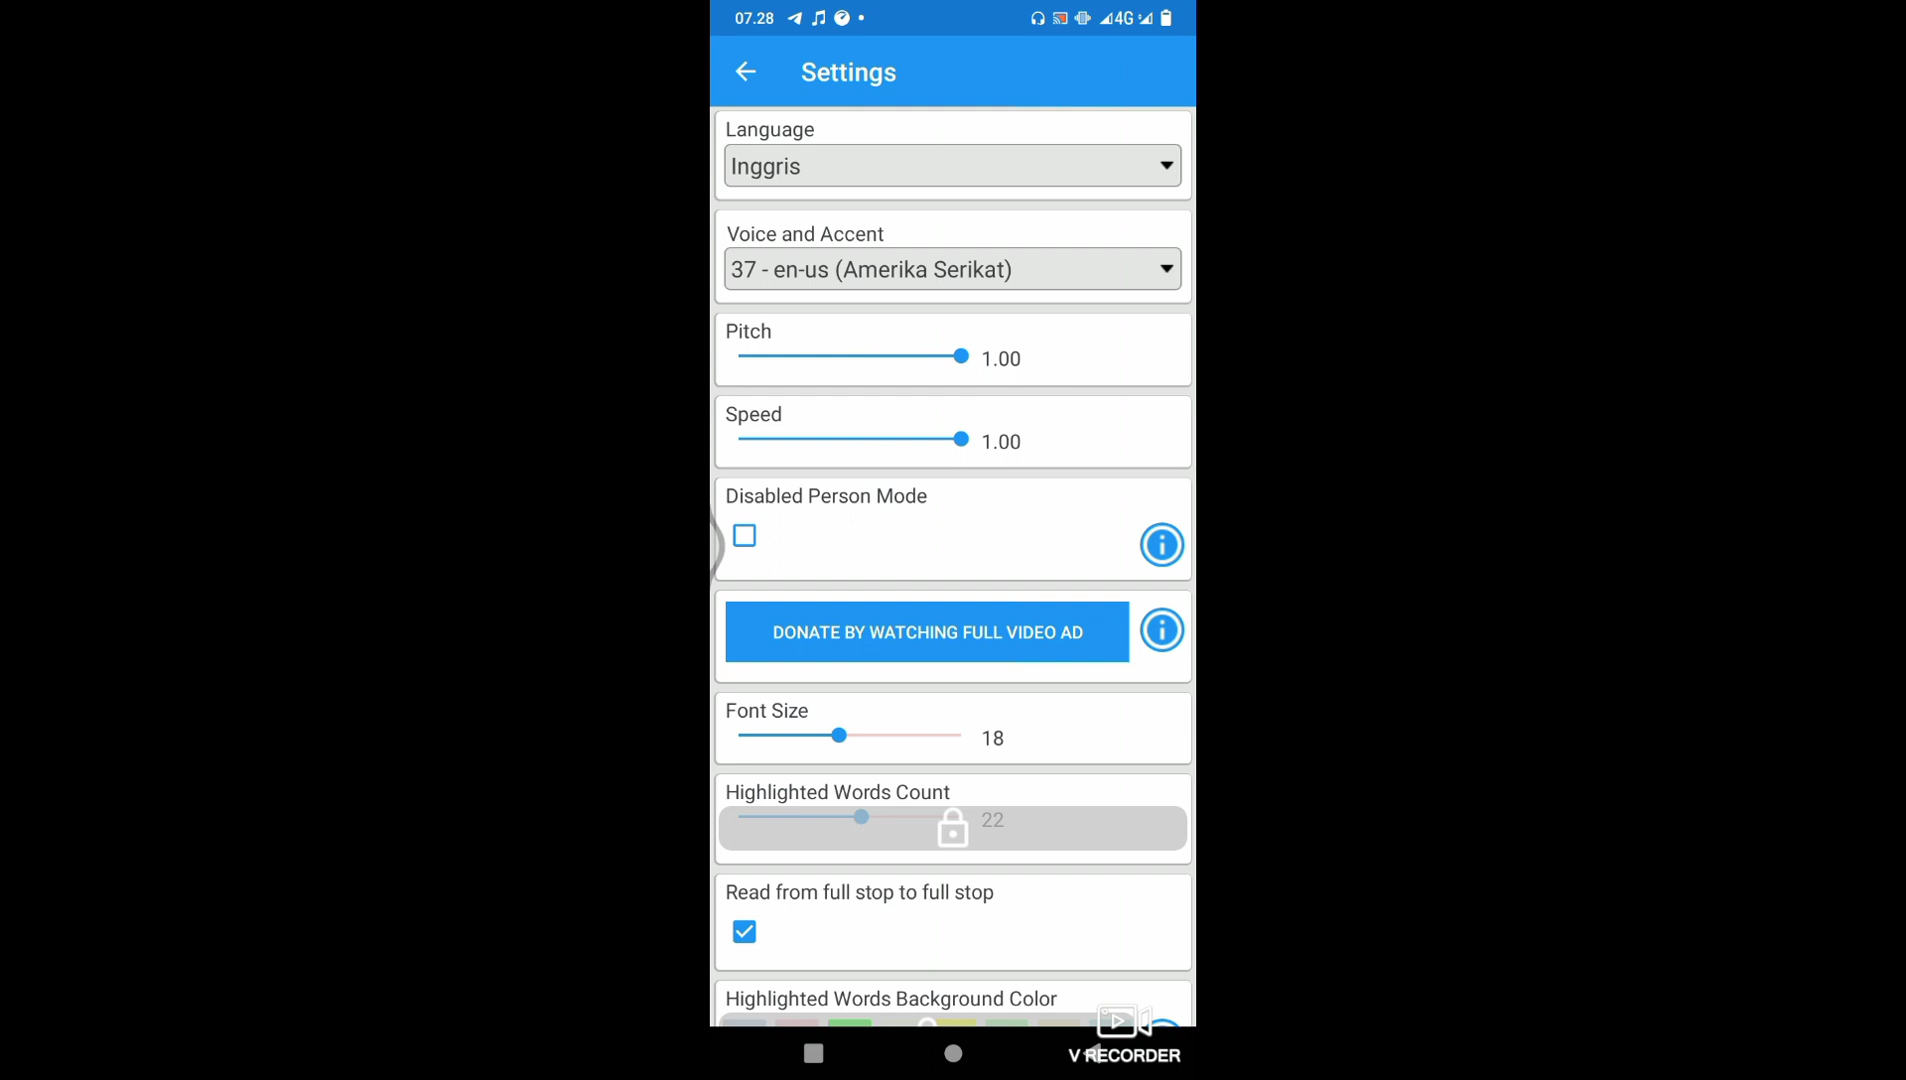 07.28 4G
Settings
Language
Inggris
Voice and Accent
37 - en-us (Amerika Serikat)
Pitch
1.00
Speed
1.00
Disabled Person Mode
DONATE BY WATCHING FULL VIDEO AD
Font Size
18
Highlighted Words Count
22
Read from full stop to full stop
Highlighted Words Background Color
V RECORDER